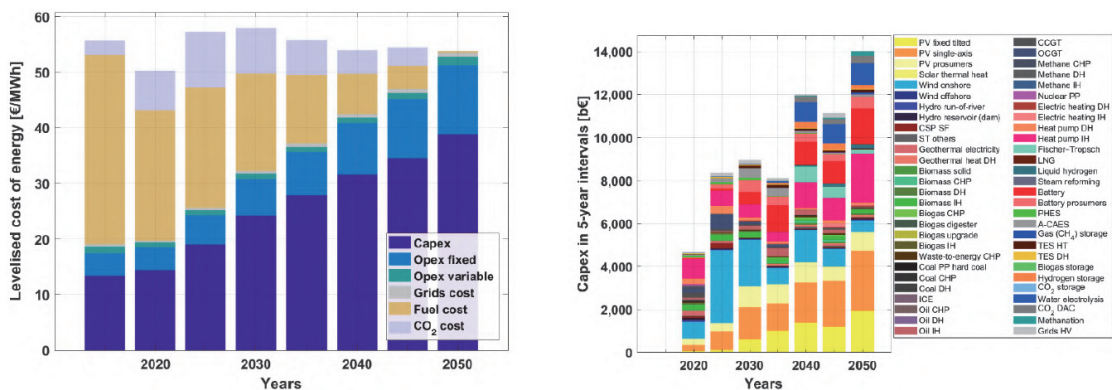 Levelised cost of energy [€/MWh]
60
50
40
30
20
10
0
2020
2030
2040
2050
Years
Capex
Opex fixed
Opex variable
Grids cost
Fuel cost
CO₂ cost
Capex in 5-year intervals [b€]
14,000
12,000
10,000
8,000
6,000
4,000
2,000
0
2020
2030
2040
2050
Years
PV fixed tilted
PV single-axis
PV prosumers
Solar thermal heat
Wind onshore
Wind offshore
Hydro run-of-river
Hydro reservoir (dam)
CSP SF
ST others
Geothermal electricity
Geothermal heat DH
Biomass solid
Biomass CHP
Biomass DH
Biomass IH
Biogas CHP
Biogas digester
Biogas upgrade
Biogas IH
Waste-to-energy CHP
Coal PP hard coal
Coal CHP
Coal DH
ICE
Oil CHP
Oil DH
Oil IH
CCGT
OCGT
Methane CHP
Methane DH
Methane IH
Nuclear PP
Electric heating DH
Electric heating IH
Heat pump DH
Heat pump IH
Fischer-Tropsch
LNG
Liquid hydrogen
Steam reforming
Battery
Battery prosumers
PHES
A-CAES
Gas (CH₄) storage
TES HT
TES DH
Biogas storage
Hydrogen storage
CO₂ storage
Water electrolysis
CO₂ DAC
Methanation
Grids HV